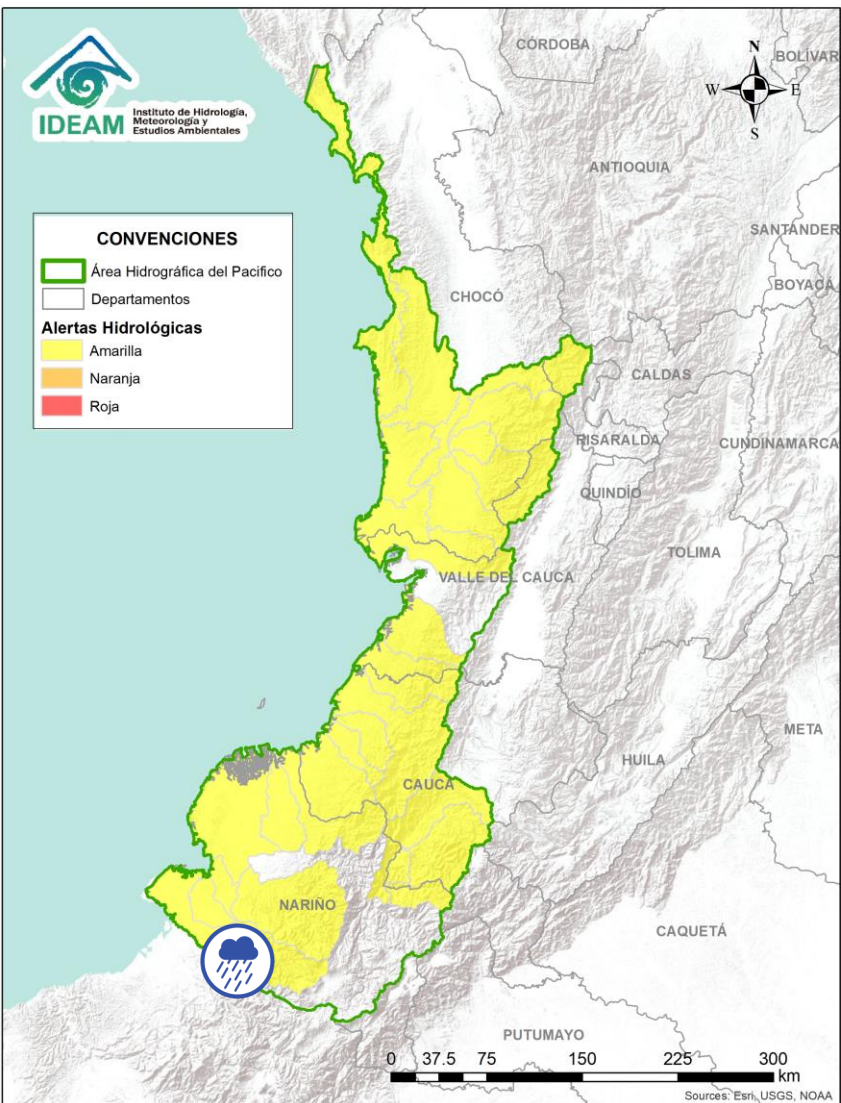 IDEAM
Instituto de Hidrología,
Meteorología y
Estudios Ambientales
N
W
E
S
CÓRDOBA
BOLÍVAR
ANTIOQUIA
SANTANDER
BOYACÁ
CONVENCIONES
Área Hidrográfica del Pacifico
Departamentos
Alertas Hidrológicas
Amarilla
Naranja
Roja
CHOCÓ
CALDAS
RISARALDA
CUNDINAMARCA
QUINDÍO
TOLIMA
VALLE DEL CAUCA
META
HUILA
CAUCA
NARIÑO
CAQUETÁ
PUTUMAYO
0 37.5 75 150 225 300
km
Sources: Esri, USGS, NOAA